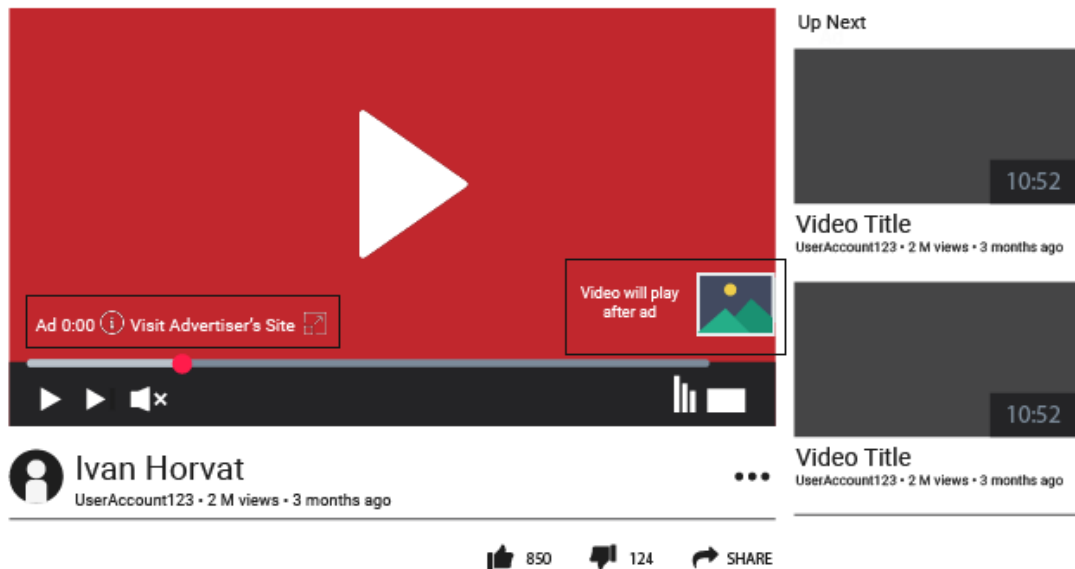 Up Next
10:52
Video Title
UserAccount123 • 2 M views • 3 months ago
Video will play
after ad
Ad 0:00 i Visit Advertiser's Site
10:52
Ivan Horvat
UserAccount123 • 2 M views • 3 months ago
Video Title
UserAccount123 • 2 M views • 3 months ago
850
124
SHARE